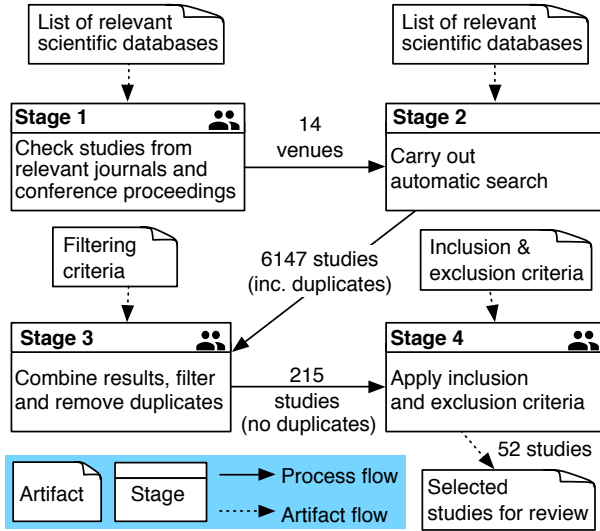 List of relevant
scientific databases
List of relevant
scientific databases
Stage 1
Check studies from
relevant journals and
conference proceedings
14
venues
Stage 2
Carry out
automatic search
Filtering
criteria
6147 studies
(inc. duplicates)
Inclusion &
exclusion criteria
Stage 3
Combine results, filter
and remove duplicates
215
studies
(no duplicates)
Stage 4
Apply inclusion
and exclusion criteria
52 studies
Selected
studies for review
Artifact
Stage
Process flow
Artifact flow